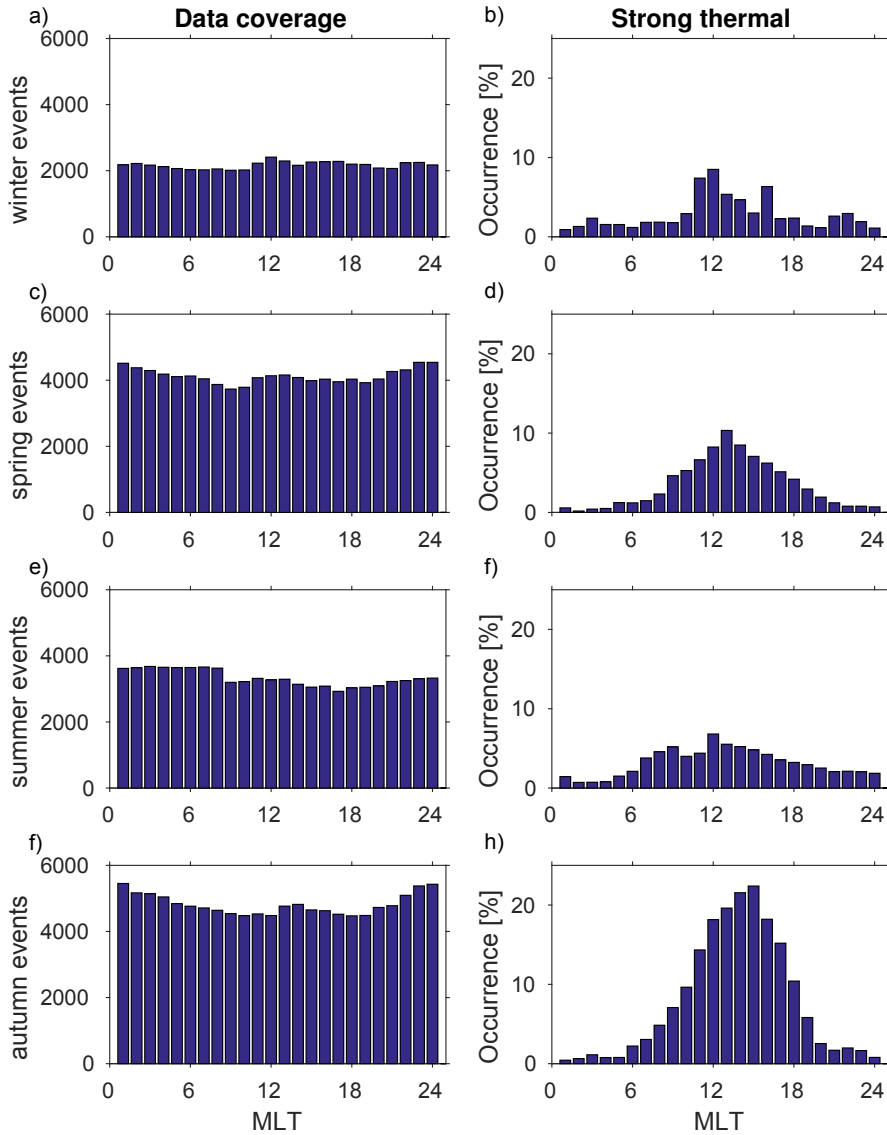 a) Data coverage b) Strong thermal
winter events
6000
4000
2000
0
0 6 12 18 24
Occurrence [%]
20
10
0
0 6 12 18 24
c) d)
spring events
6000
4000
2000
0
0 6 12 18 24
Occurrence [%]
20
10
0
0 6 12 18 24
e) f)
summer events
6000
4000
2000
0
0 6 12 18 24
Occurrence [%]
20
10
0
0 6 12 18 24
f) h)
autumn events
6000
4000
2000
0
0 6 12 18 24
MLT
Occurrence [%]
20
10
0
0 6 12 18 24
MLT